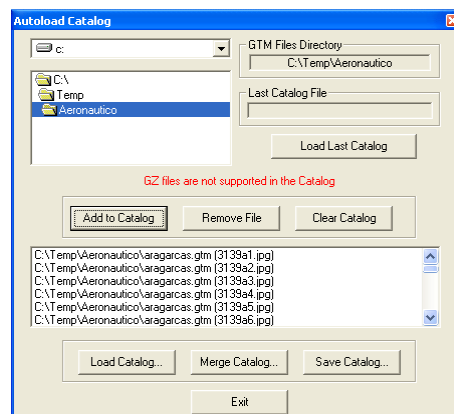 Autoload Catalog
c:
GTM Files Directory
C:\Temp\Aeronautico
C:\
Temp
Aeronautico
Last Catalog File
Load Last Catalog
GZ files are not supported in the Catalog
Add to Catalog
Remove File
Clear Catalog
C:\Temp\Aeronautico\aragarcas.gtm (3139a1.jpg)
C:\Temp\Aeronautico\aragarcas.gtm (3139a2.jpg)
C:\Temp\Aeronautico\aragarcas.gtm (3139a3.jpg)
C:\Temp\Aeronautico\aragarcas.gtm (3139a4.jpg)
C:\Temp\Aeronautico\aragarcas.gtm (3139a5.jpg)
C:\Temp\Aeronautico\aragarcas.gtm (3139a6.jpg)
Load Catalog...
Merge Catalog...
Save Catalog...
Exit